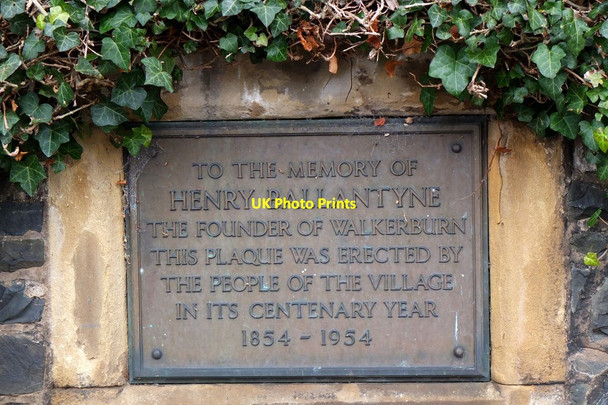 TO THE MEMORY OF
HENRY BALLANTYNE
UK Photo Prints
THE FOUNDER OF WALKERBURN
THIS PLAQUE WAS ERECTED BY
THE PEOPLE OF THE VILLAGE
IN ITS CENTENARY YEAR
1854 - 1954